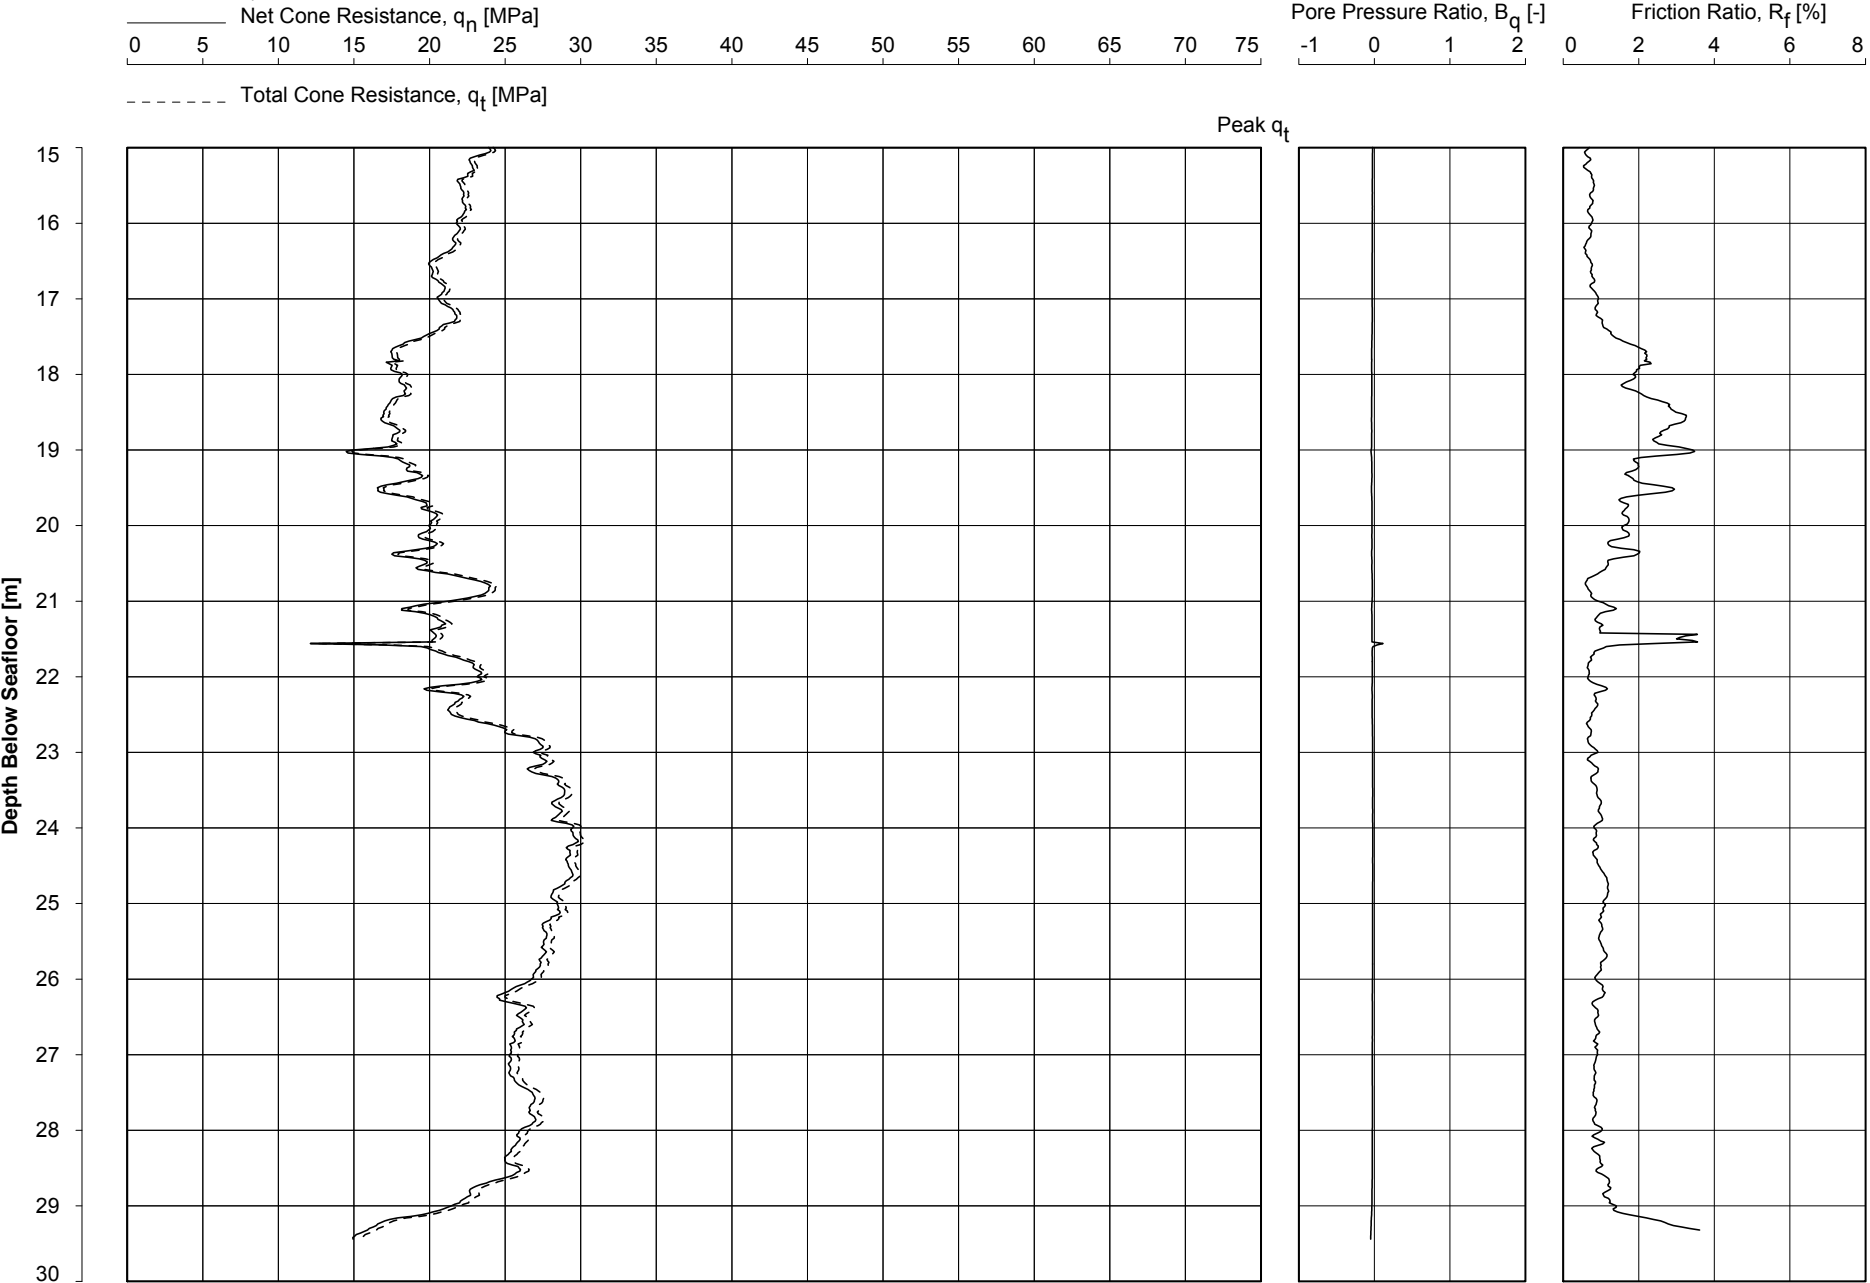 Net Cone Resistance, qn [MPa]
Pore Pressure Ratio, Bq [-]
Friction Ratio, Rf [%]
0 5 10 15 20 25 30 35 40 45 50 55 60 65 70 75
-1 0 1 2
0 2 4 6 8
Total Cone Resistance, qt [MPa]
Peak qt
Depth Below Seafloor [m]
15
16
17
18
19
20
21
22
23
24
25
26
27
28
29
30